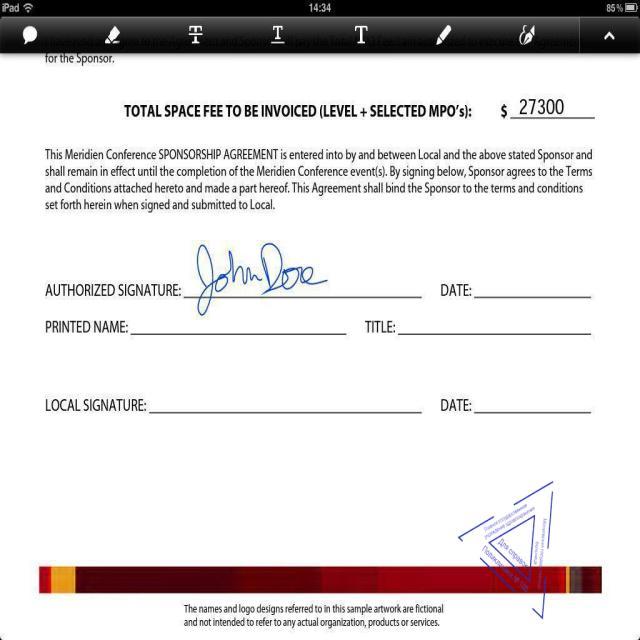 iPad 14:34 85%
for the Sponsor.
TOTAL SPACE FEE TO BE INVOICED (LEVEL + SELECTED MPO's): $ 27300
This Meridien Conference SPONSORSHIP AGREEMENT is entered into by and between Local and the above stated Sponsor and
shall remain in effect until the completion of the Meridien Conference event(s). By signing below, Sponsor agrees to the Terms
and Conditions attached hereto and made a part hereof. This Agreement shall bind the Sponsor to the terms and conditions
set forth herein when signed and submitted to Local.
AUTHORIZED SIGNATURE: John Doe DATE:
PRINTED NAME: TITLE:
LOCAL SIGNATURE: DATE:
Для справок
The names and logo designs referred to in this sample artwork are fictional
and not intended to refer to any actual organization, products or services.